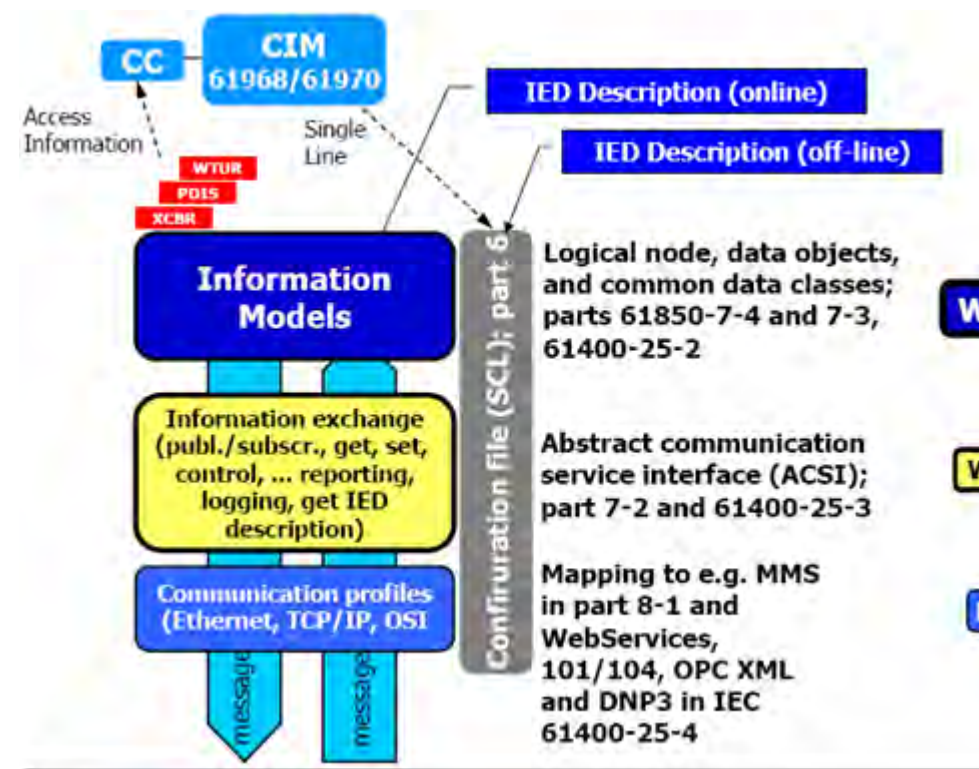 CC
CIM
61968/61970
Access
Information
Single
Line
IED Description (online)
IED Description (off-line)
WTUR
PDIS
XCBR
Information
Models
Confiruration file (SCL); part 6
Logical node, data objects,
and common data classes;
parts 61850-7-4 and 7-3,
61400-25-2
W
Information exchange
(publ./subscr., get, set,
control, ... reporting,
logging, get IED
description)
Abstract communication
service interface (ACSI);
part 7-2 and 61400-25-3
W
Communication profiles
(Ethernet, TCP/IP, OSI
Mapping to e.g. MMS
in part 8-1 and
WebServices,
101/104, OPC XML
and DNP3 in IEC
61400-25-4
message
message